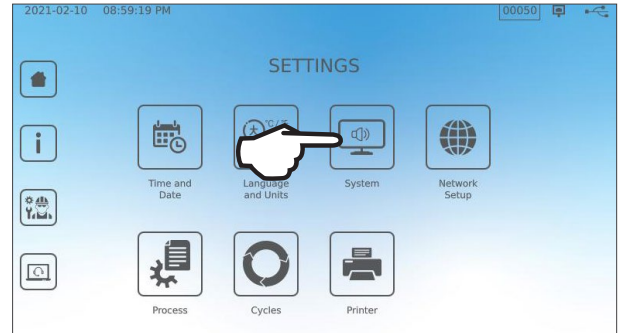 2021-02-10 08:59:19 PM 00050
SETTINGS
°C/°F
Time and
Date
Language
and Units
System
Network
Setup
Process
Cycles
Printer